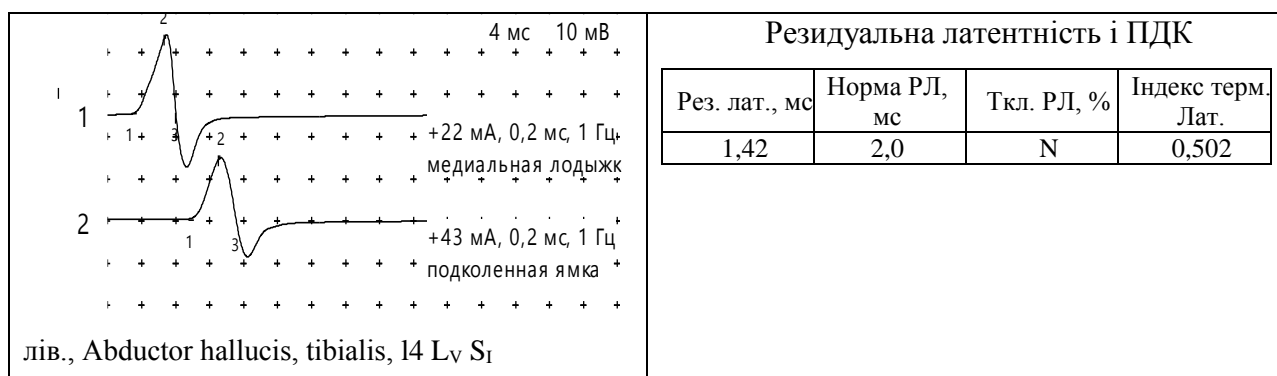 2
4 мс 10 мВ
1
1 3 2
+22 мА, 0,2 мс, 1 Гц
медиальная лодыжк
2
1 3
+43 мА, 0,2 мс, 1 Гц
подколенная ямка
лів., Abductor hallucis, tibialis, l4 LV SI
Резидуальна латентність і ПДК
Рез. лат., мс Норма РЛ, мс Ткл. РЛ, % Індекс терм. Лат.
1,42 2,0 N 0,502